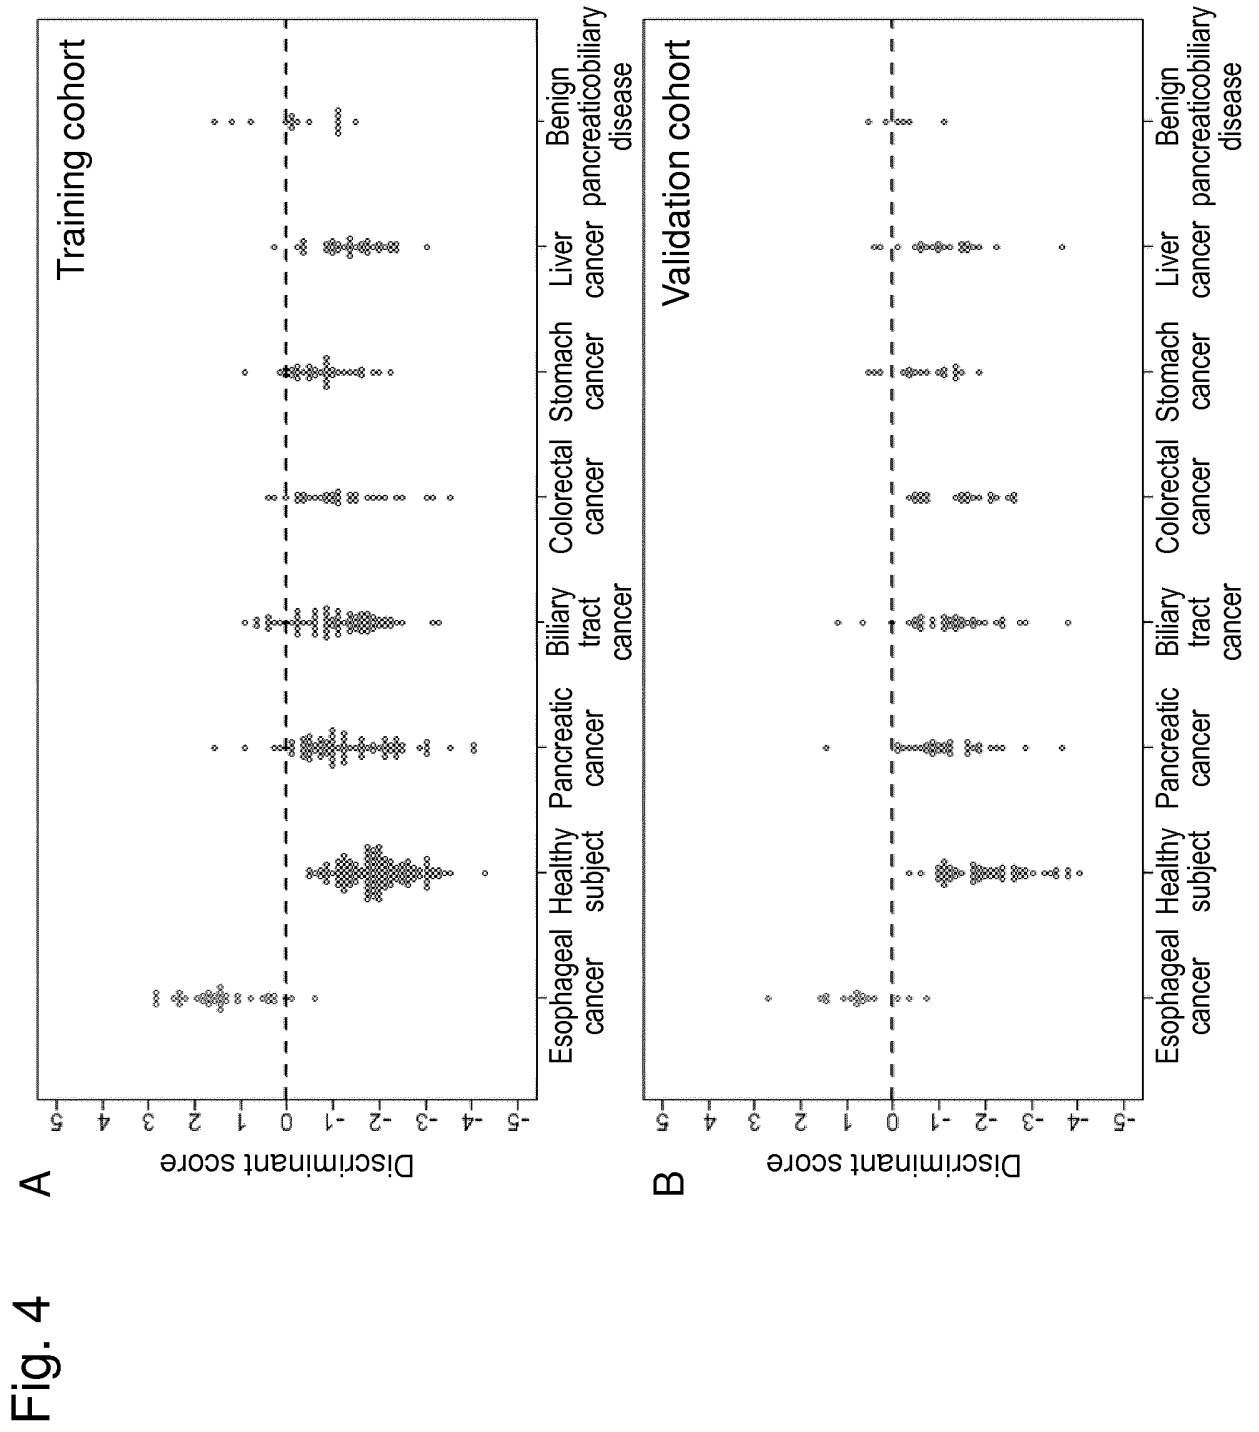 Fig. 4
A
Training cohort
Discriminant score
5
4
3
2
1
0
-1
-2
-3
-4
-5
Esophageal
cancer
Healthy
subject
Pancreatic
cancer
Biliary
tract
cancer
Colorectal
cancer
Stomach
cancer
Liver
cancer
Benign
pancreaticobiliary
disease
B
Validation cohort
Discriminant score
5
4
3
2
1
0
-1
-2
-3
-4
-5
Esophageal
cancer
Healthy
subject
Pancreatic
cancer
Biliary
tract
cancer
Colorectal
cancer
Stomach
cancer
Liver
cancer
Benign
pancreaticobiliary
disease